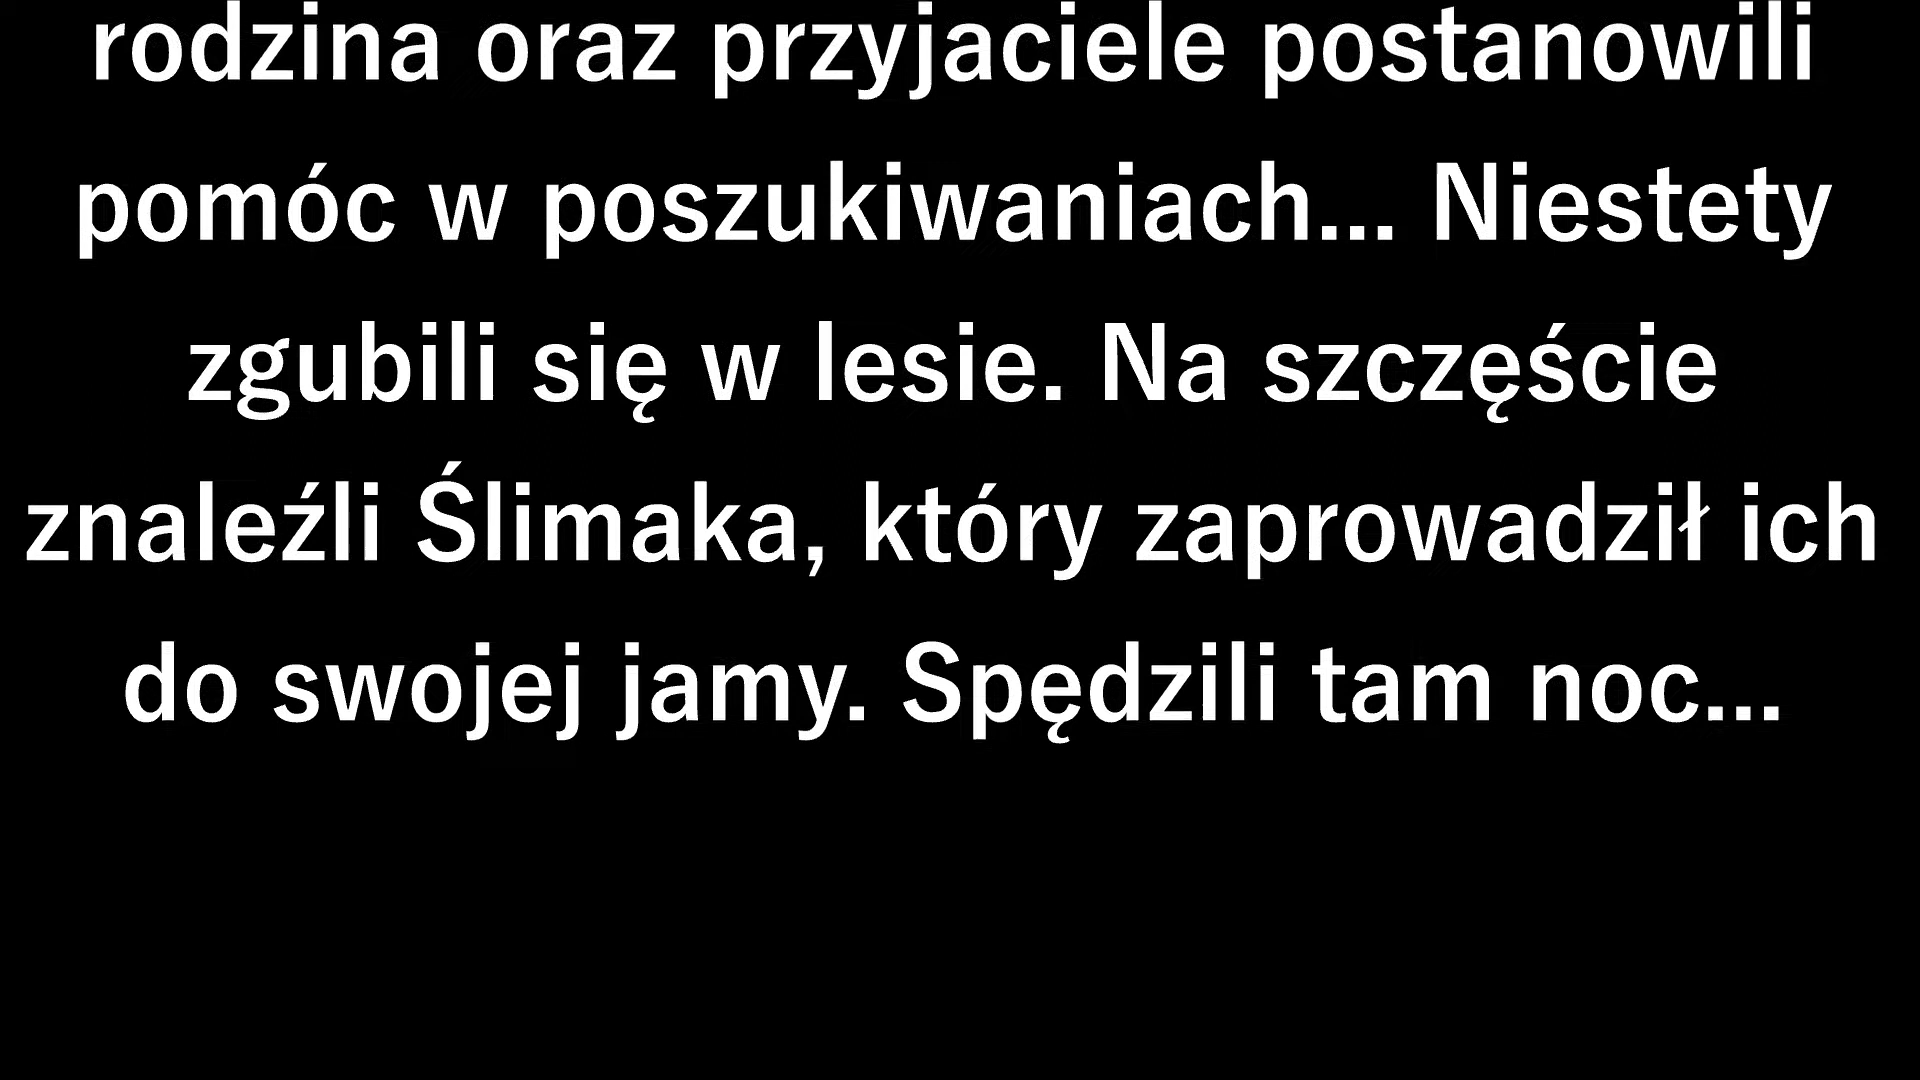 rodzina oraz przyjaciele postanowili
pomóc w poszukiwaniach... Niestety
zgubili się w lesie. Na szczęście
znaleźli Ślimaka, który zaprowadził ich
do swojej jamy. Spędzili tam noc...